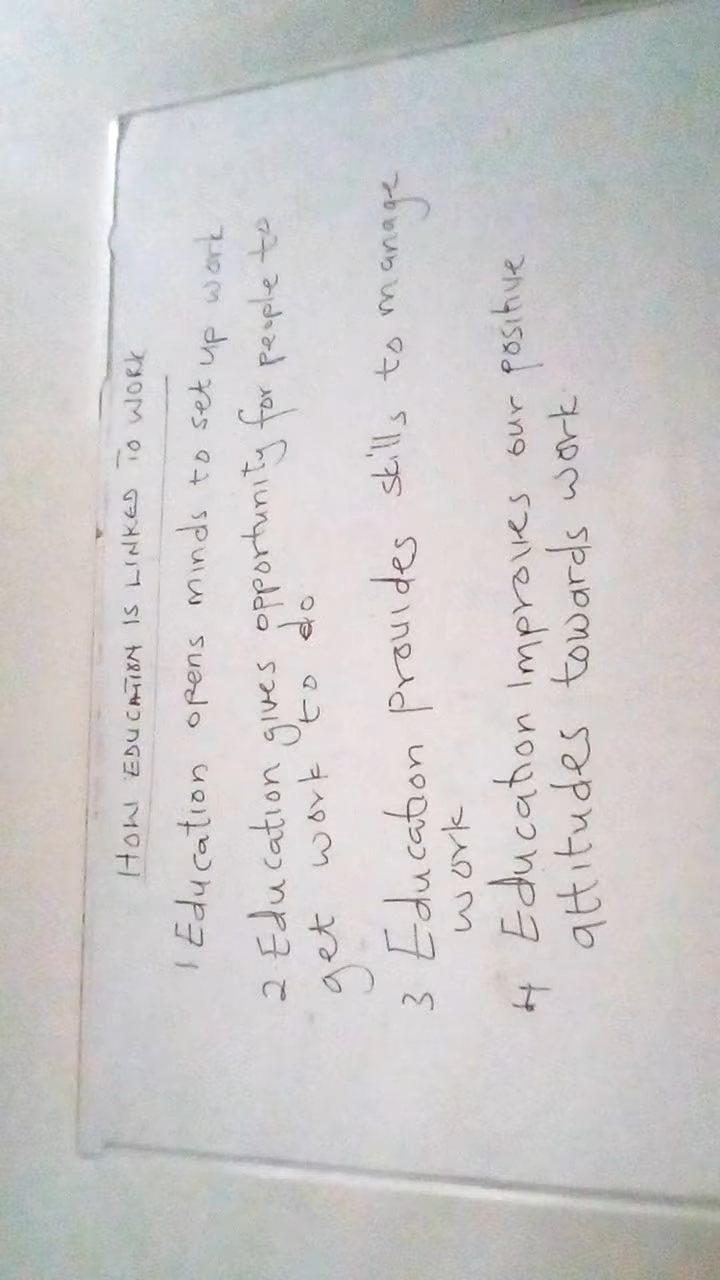 HOW EDUCATION IS LINKED TO WORK
1 Education opens minds to set up work
2 Education gives opportunity for people to
get work to do
3 Education provides skills to manage
work
4 Education Improves our positive
attitudes towards work.